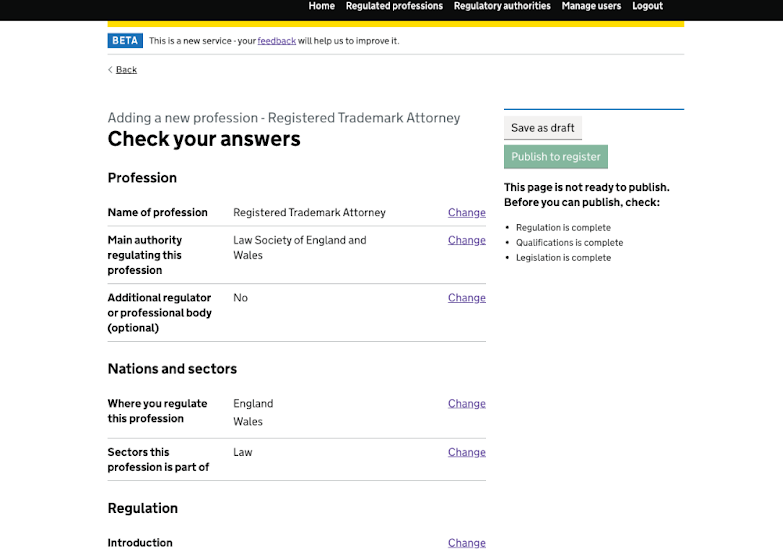 Home Regulated professions Regulatory authorities Manage users Logout
BETA This is a new service - your feedback will help us to improve it.
Back
Adding a new profession - Registered Trademark Attorney
Check your answers
Save as draft
Publish to register
This page is not ready to publish.
Before you can publish, check:
Regulation is complete
Qualifications is complete
Legislation is complete
Profession
Name of profession Registered Trademark Attorney Change
Main authority Law Society of England and Change
regulating this Wales
profession
Additional regulator No Change
or professional body
(optional)
Nations and sectors
Where you regulate England Change
this profession Wales
Sectors this Law Change
profession is part of
Regulation
Introduction Change